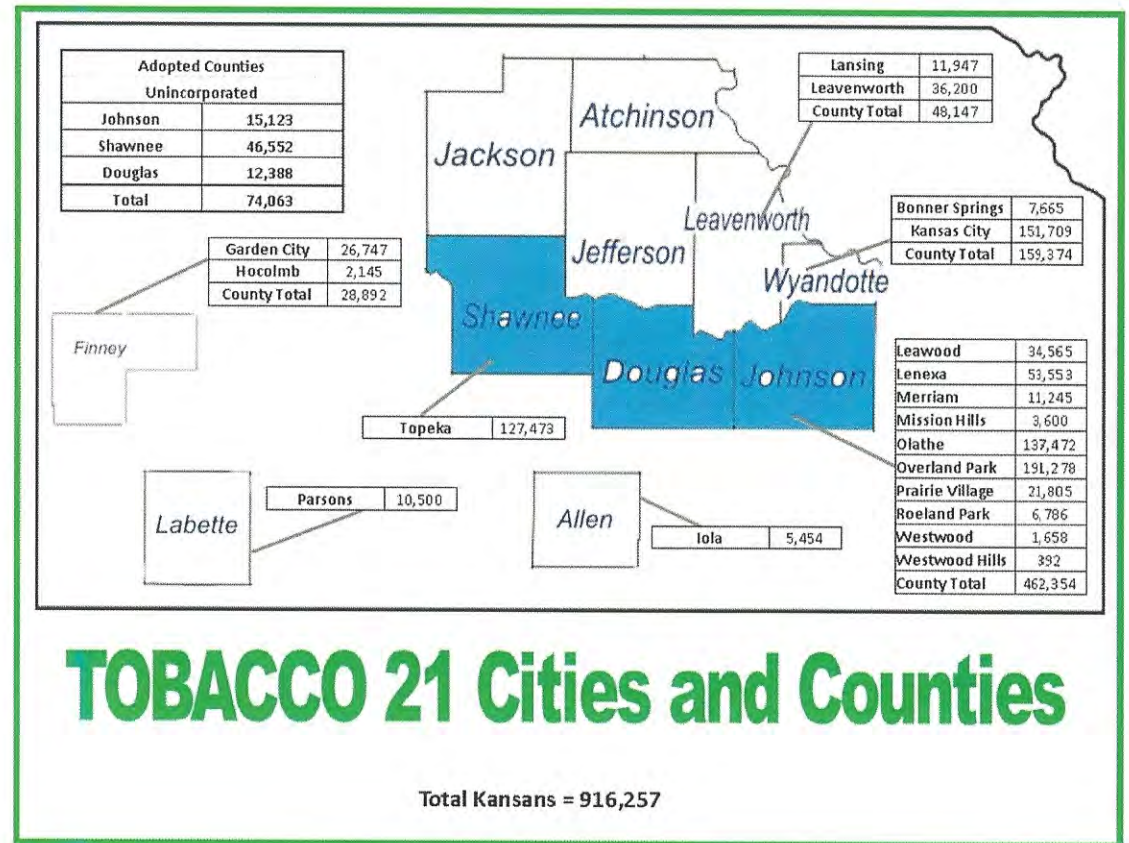 Adopted Counties
Unincorporated
Johnson 15,123
Shawnee 46,552
Douglas 12,388
Total 74,063
Lansing 11,947
Leavenworth 36,200
County Total 48,147
Atchinson
Jackson
Leavenworth
Jefferson
Wyandotte
Bonner Springs 7,665
Kansas City 151,709
County Total 159,374
Garden City 26,747
Hocolmb 2,145
County Total 28,892
Finney
Shawnee
Douglas
Johnson
Leawood 34,565
Lenexa 53,553
Merriam 11,245
Mission Hills 3,600
Olathe 137,472
Overland Park 191,278
Prairie Village 21,805
Roeland Park 6,786
Westwood 1,658
Westwood Hills 392
County Total 462,354
Topeka 127,473
Labette
Parsons 10,500
Allen
Iola 5,454
TOBACCO 21 Cities and Counties
Total Kansans = 916,257